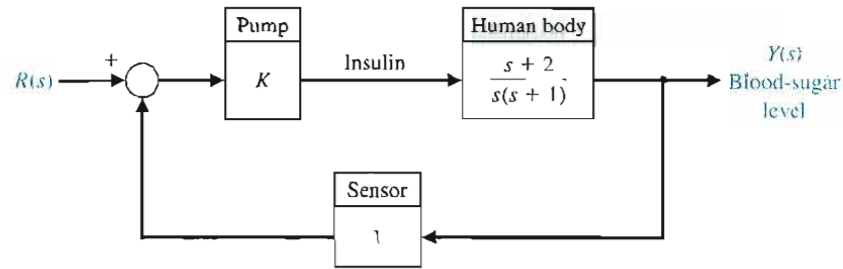 Pump
Human body
+
R(s)
K
Insulin
s + 2
s(s + 1)
Y(s)
Blood-sugar
level
Sensor
1